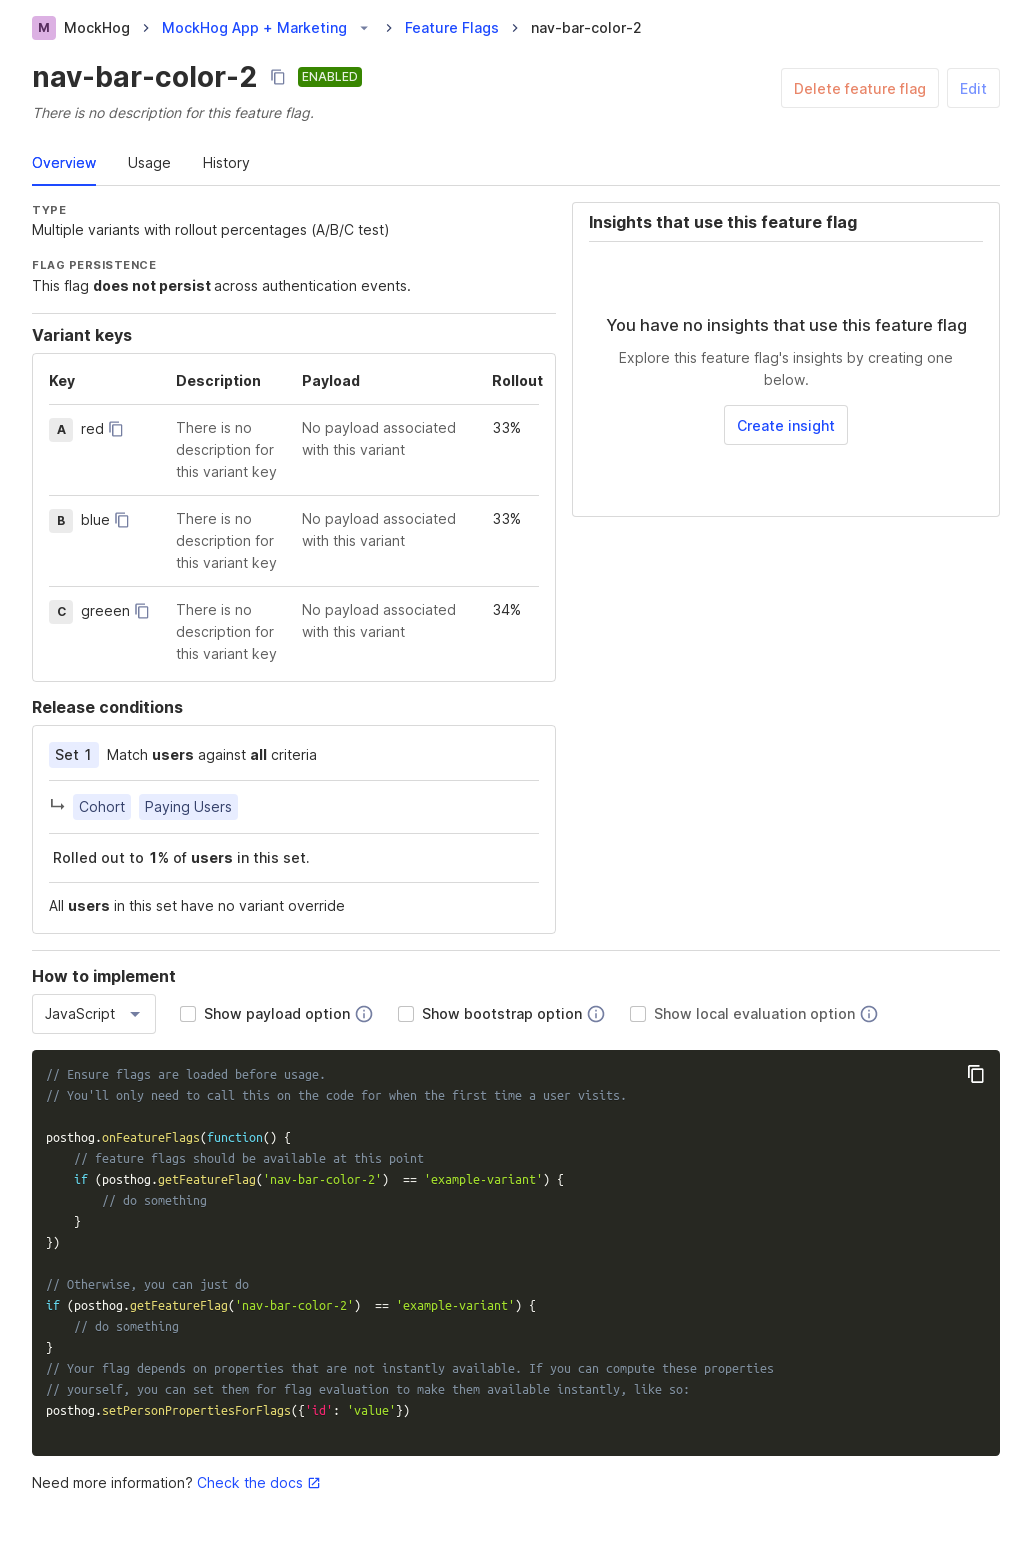 M MockHog > MockHog App + Marketing > Feature Flags > nav-bar-color-2
nav-bar-color-2 ENABLED
Delete feature flag Edit
There is no description for this feature flag.
Overview Usage History
TYPE
Multiple variants with rollout percentages (A/B/C test)
FLAG PERSISTENCE
This flag does not persist across authentication events.
Variant keys
Key Description Payload Rollout
A red There is no No payload associated 33%
description for with this variant
this variant key
B blue There is no No payload associated 33%
description for with this variant
this variant key
C greeen There is no No payload associated 34%
description for with this variant
this variant key
Insights that use this feature flag
You have no insights that use this feature flag
Explore this feature flag's insights by creating one
below.
Create insight
Release conditions
Set 1 Match users against all criteria
Cohort Paying Users
Rolled out to 1% of users in this set.
All users in this set have no variant override
How to implement
JavaScript Show payload option Show bootstrap option Show local evaluation option
// Ensure flags are loaded before usage.
// You'll only need to call this on the code for when the first time a user visits.
posthog.onFeatureFlags(function() {
    // feature flags should be available at this point
    if (posthog.getFeatureFlag('nav-bar-color-2')  == 'example-variant') {
        // do something
    }
})
// Otherwise, you can just do
if (posthog.getFeatureFlag('nav-bar-color-2')  == 'example-variant') {
    // do something
}
// Your flag depends on properties that are not instantly available. If you can compute these properties
// yourself, you can set them for flag evaluation to make them available instantly, like so:
posthog.setPersonPropertiesForFlags({'id': 'value'})
Need more information? Check the docs